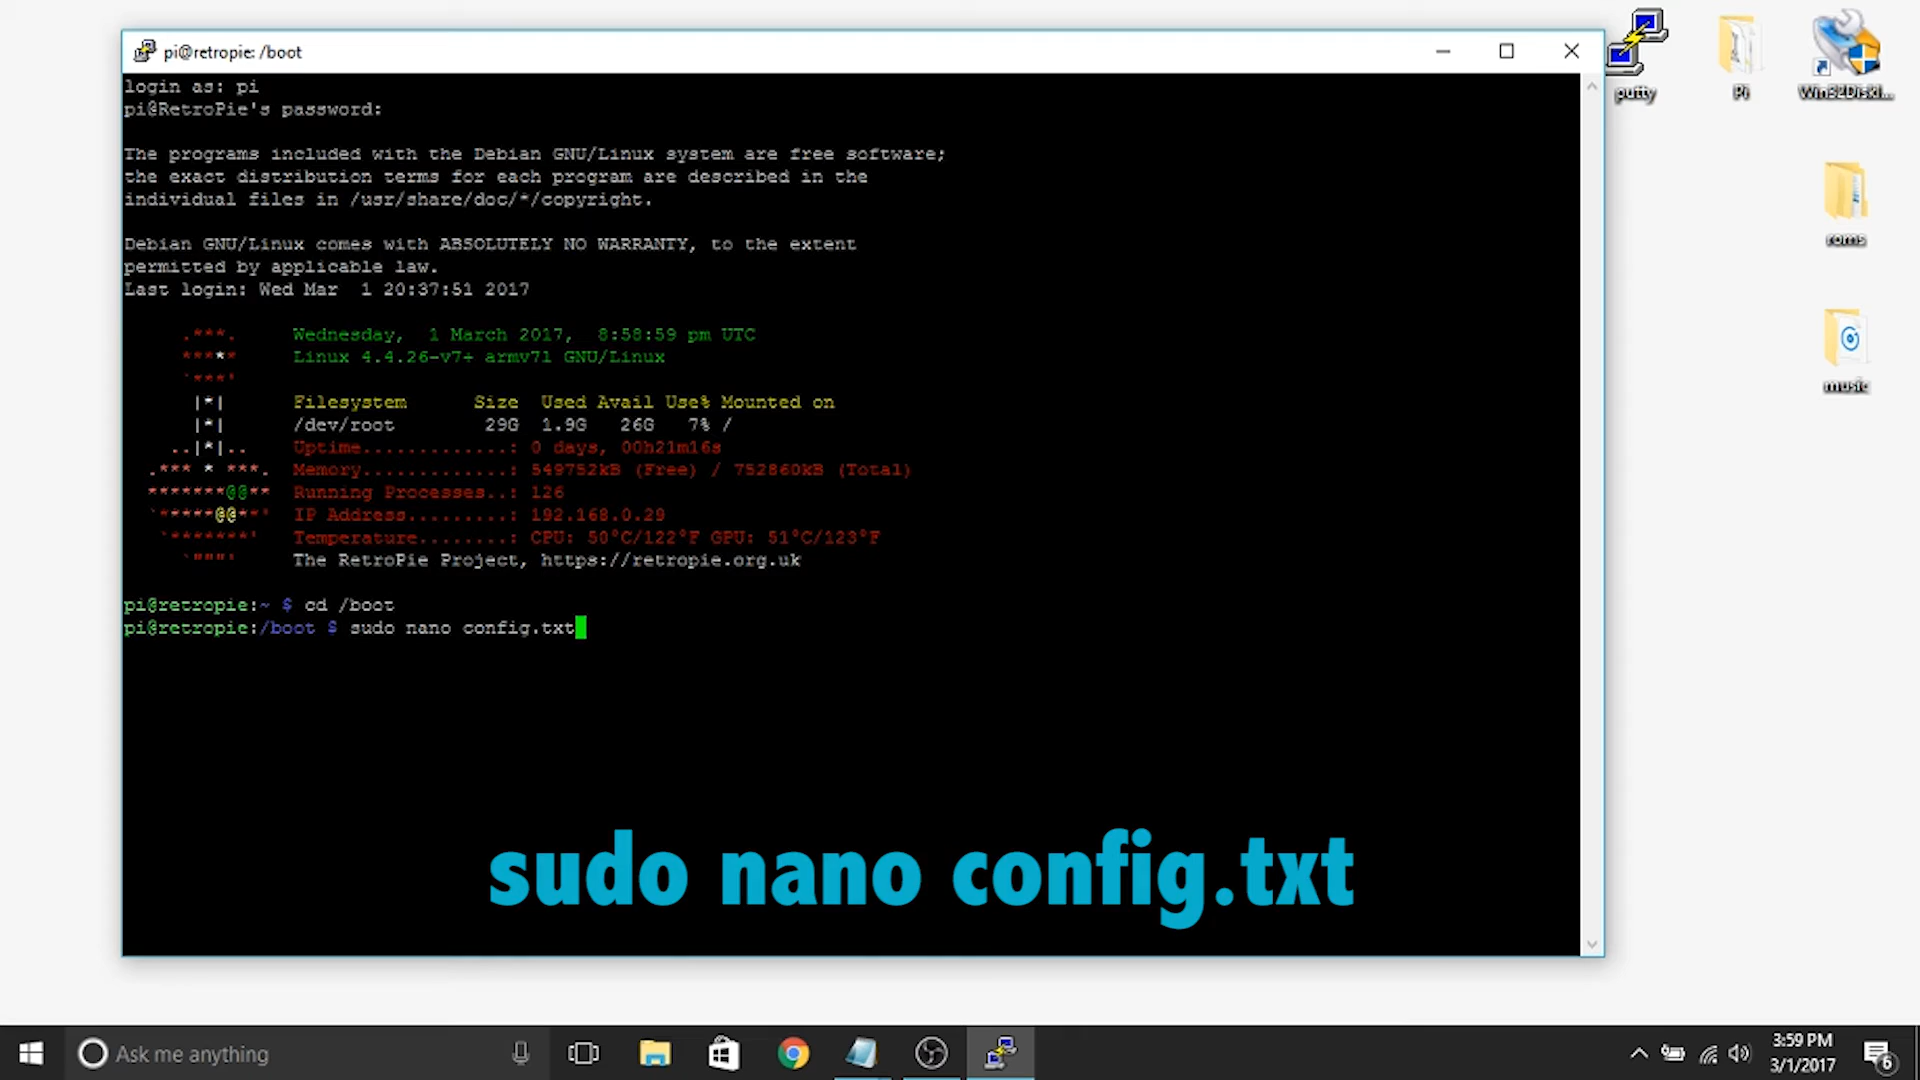 pi@retropie: /boot
login as: pi
pi@RetroPie's password:
The programs included with the Debian GNU/Linux system are free software;
the exact distribution terms for each program are described in the
individual files in /usr/share/doc/*/copyright.
Debian GNU/Linux comes with ABSOLUTELY NO WARRANTY, to the extent
permitted by applicable law.
Last login: Wed Mar  1 20:37:51 2017
.***.      Wednesday,  1 March 2017,  8:58:59 pm UTC
*****      Linux 4.4.26-v7+ armv7l GNU/Linux
`***'
|*|      Filesystem      Size  Used Avail Use% Mounted on
|*|      /dev/root       29G  1.9G   26G   7% /
..|*|..    Uptime.............: 0 days, 00h21m16s
.*** * ***.  Memory.............: 549752kB (Free) / 752860kB (Total)
*******@@**  Running Processes..: 126
`*****@@**'  IP Address.........: 192.168.0.29
`*******'   Temperature........: CPU: 50°C/122°F GPU: 51°C/123°F
`"""'     The RetroPie Project, https://retropie.org.uk
pi@retropie:~ $ cd /boot
pi@retropie:/boot $ sudo nano config.txt
sudo nano config.txt
putty
Pi
Win32Diski...
roms
music
Ask me anything
3:59 PM
3/1/2017
6